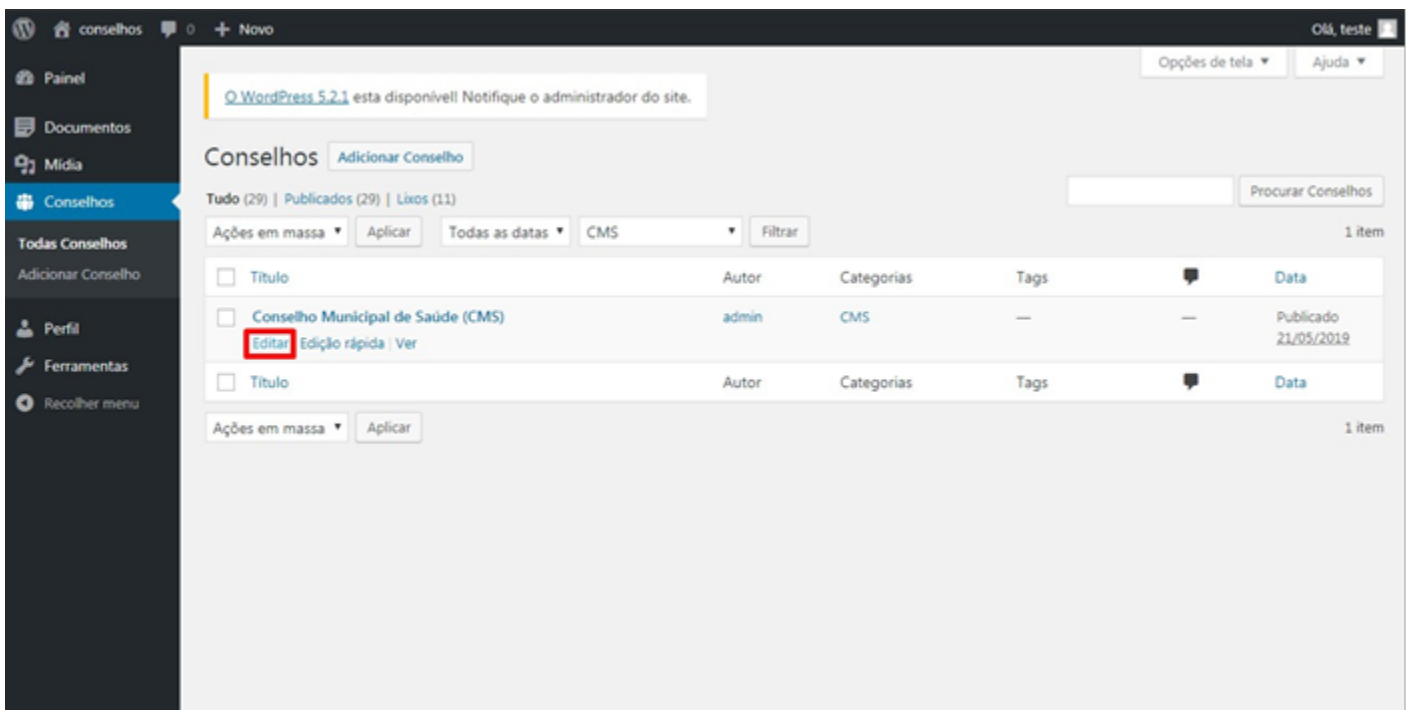 conselhos 0 + Novo Olá, teste
Opções de tela ▼ Ajuda ▼
Painel
O WordPress 5.2.1 esta disponível! Notifique o administrador do site.
Documentos
Mídia
Conselhos Adicionar Conselho
Conselhos
Tudo (29) | Publicados (29) | Lixos (11)
Procurar Conselhos
Ações em massa ▼ Aplicar Todas as datas ▼ CMS ▼ Filtrar 1 item
Todas Conselhos
Adicionar Conselho
Título Autor Categorias Tags Data
Conselho Municipal de Saúde (CMS) admin CMS — — Publicado
Editar Edição rápida | Ver 21/05/2019
Perfil
Ferramentas
Título Autor Categorias Tags Data
Recolher menu
Ações em massa ▼ Aplicar 1 item